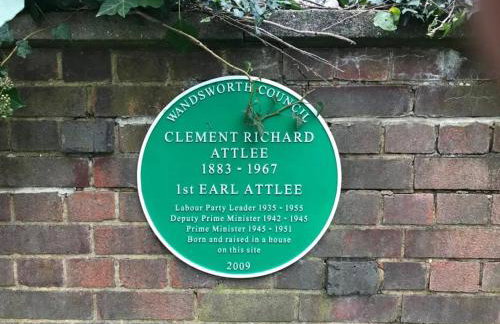 WANDSWORTH COUNCIL
CLEMENT RICHARD
ATTLEE
1883 - 1967
1st EARL ATTLEE
Labour Party Leader 1935 - 1955
Deputy Prime Minister 1942 - 1945
Prime Minister 1945 - 1951
Born and raised in a house
on this site
2009